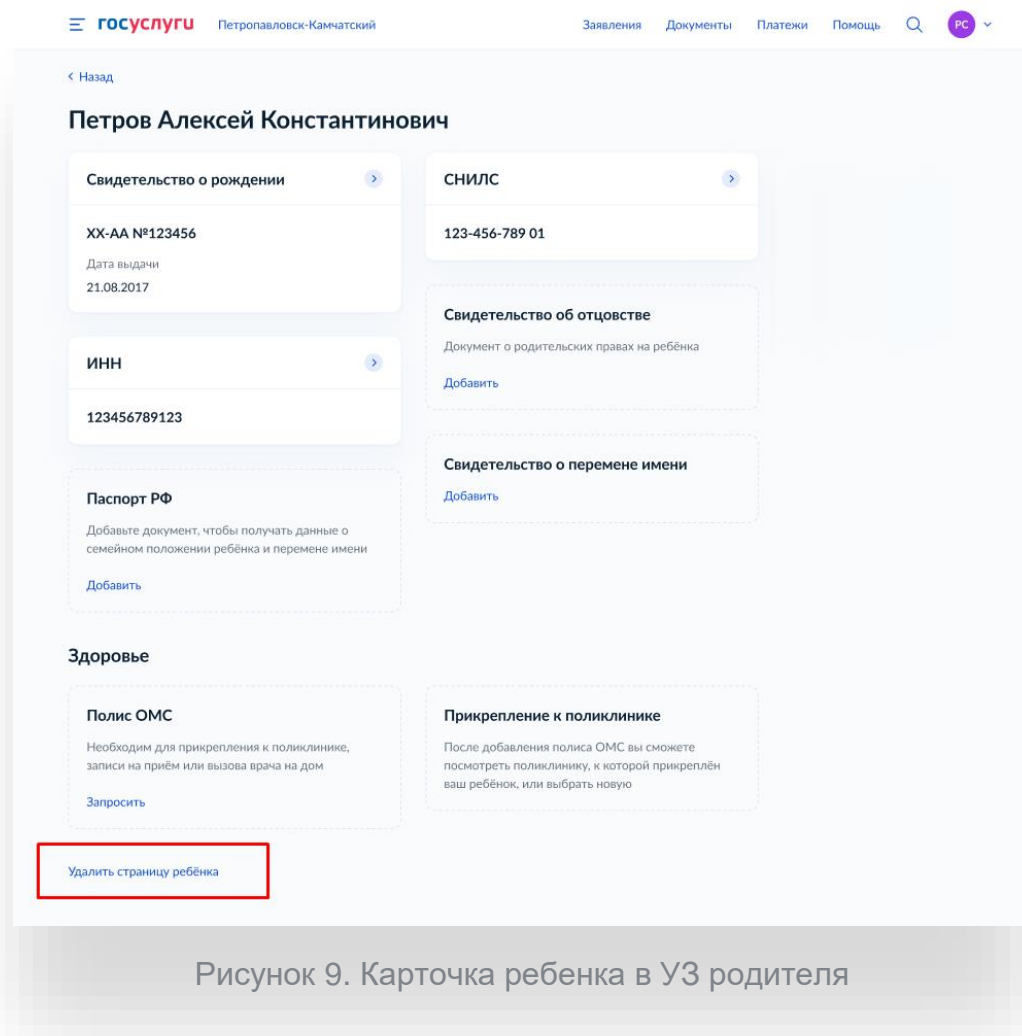 госуслуги Петропавловск-Камчатский Заявления Документы Платежи Помощь РС
Назад
Петров Алексей Константинович
Свидетельство о рождении
XX-АА №123456
Дата выдачи
21.08.2017
ИНН
123456789123
Паспорт РФ
Добавьте документ, чтобы получать данные о
семейном положении ребёнка и перемене имени
Добавить
СНИЛС
123-456-789 01
Свидетельство об отцовстве
Документ о родительских правах на ребёнка
Добавить
Свидетельство о перемене имени
Добавить
Здоровье
Полис ОМС
Необходим для прикрепления к поликлинике,
записи на приём или вызова врача на дом
Запросить
Прикрепление к поликлинике
После добавления полиса ОМС вы сможете
посмотреть поликлинику, к которой прикреплён
ваш ребёнок, или выбрать новую
Удалить страницу ребёнка
Рисунок 9. Карточка ребенка в УЗ родителя